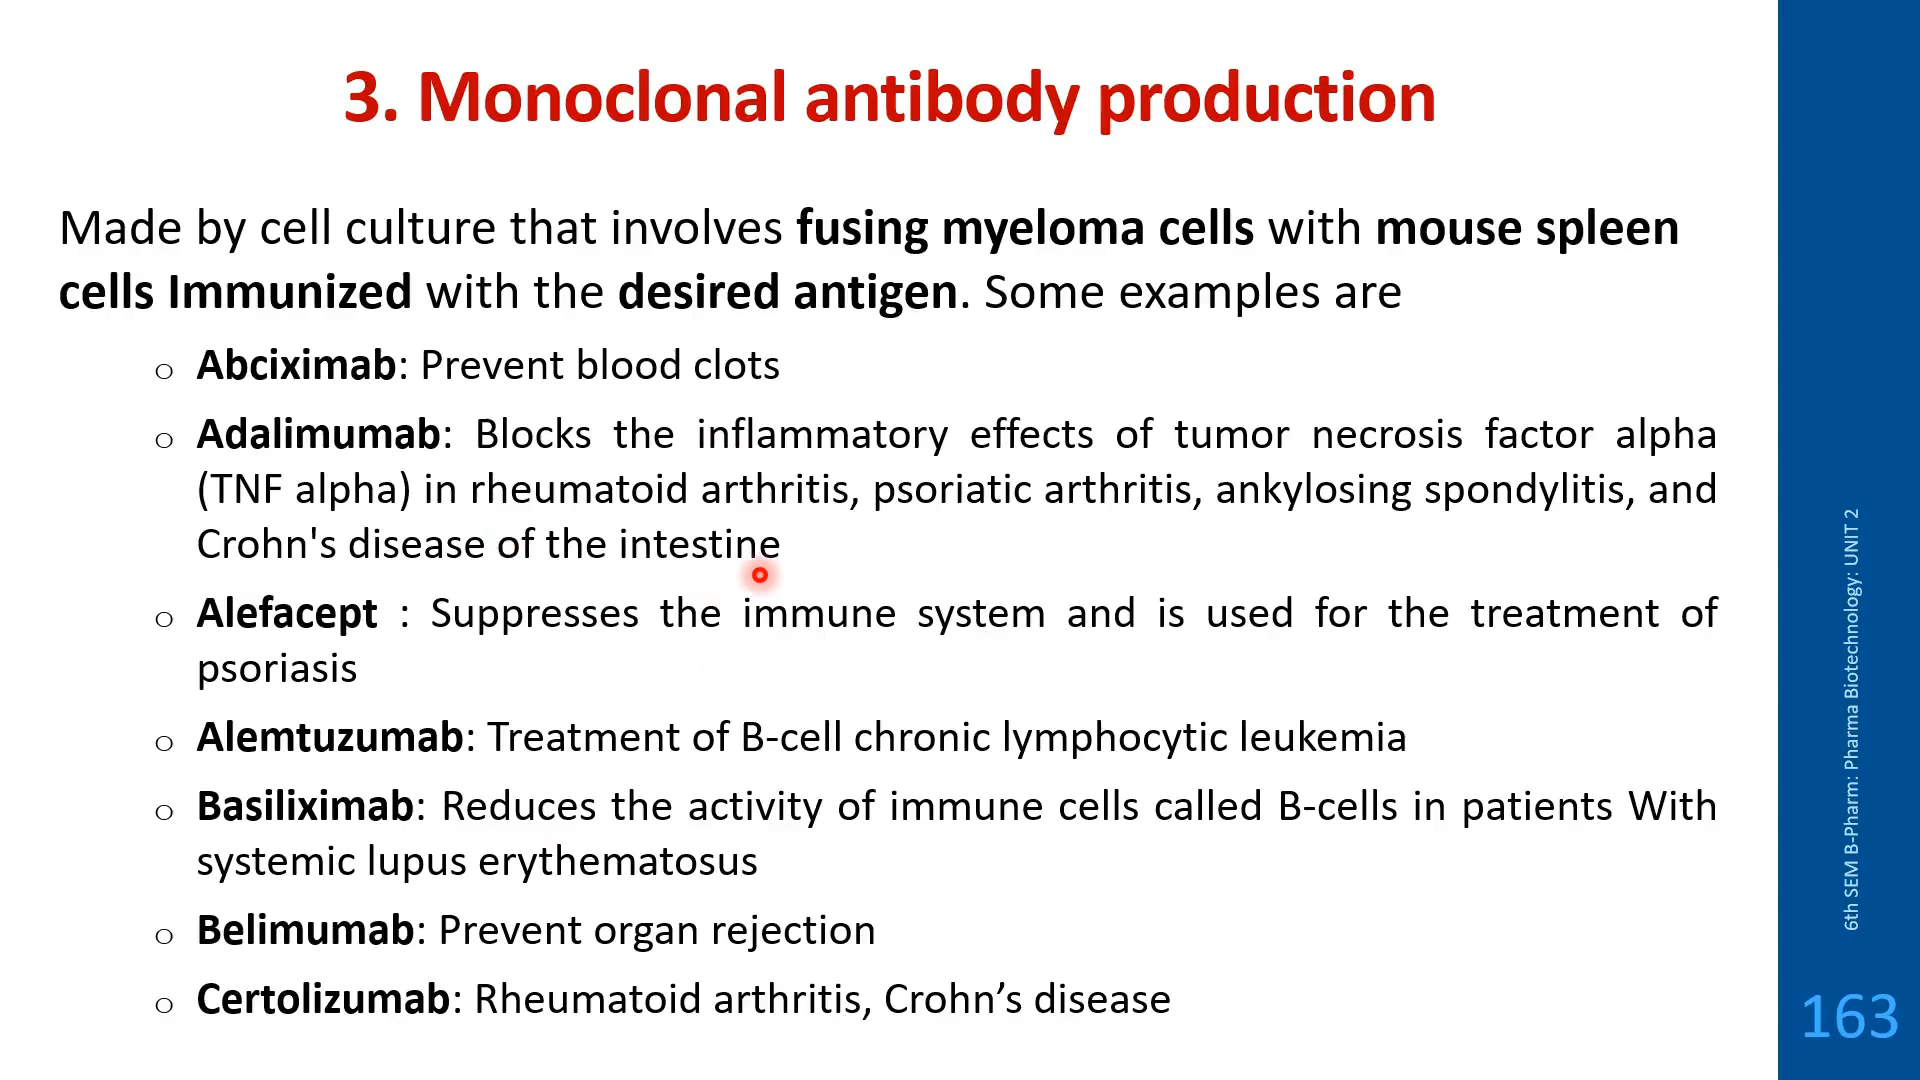 3. Monoclonal antibody production
Made by cell culture that involves fusing myeloma cells with mouse spleen
cells Immunized with the desired antigen. Some examples are
o Abciximab: Prevent blood clots
o Adalimumab: Blocks the inflammatory effects of tumor necrosis factor alpha
(TNF alpha) in rheumatoid arthritis, psoriatic arthritis, ankylosing spondylitis, and
Crohn's disease of the intestine
o Alefacept : Suppresses the immune system and is used for the treatment of
psoriasis
o Alemtuzumab: Treatment of B-cell chronic lymphocytic leukemia
o Basiliximab: Reduces the activity of immune cells called B-cells in patients With
systemic lupus erythematosus
o Belimumab: Prevent organ rejection
o Certolizumab: Rheumatoid arthritis, Crohn’s disease
6th SEM B-Pharm: Pharma Biotechnology: UNIT 2
163